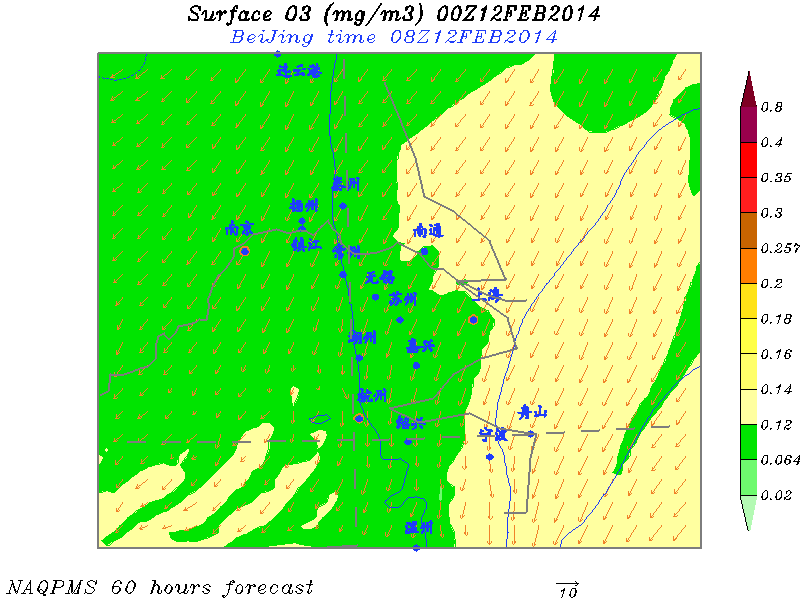 Surface O3 (mg/m3) 00Z12FEB2014
BeiJing time 08Z12FEB2014
连云港
泰州
扬州
南京
镇江
常州
南通
无锡
苏州
上海
湖州
嘉兴
杭州
绍兴
舟山
宁波
温州
0.8
0.4
0.35
0.3
0.257
0.2
0.18
0.16
0.14
0.12
0.064
0.02
NAQPMS 60 hours forecast
10